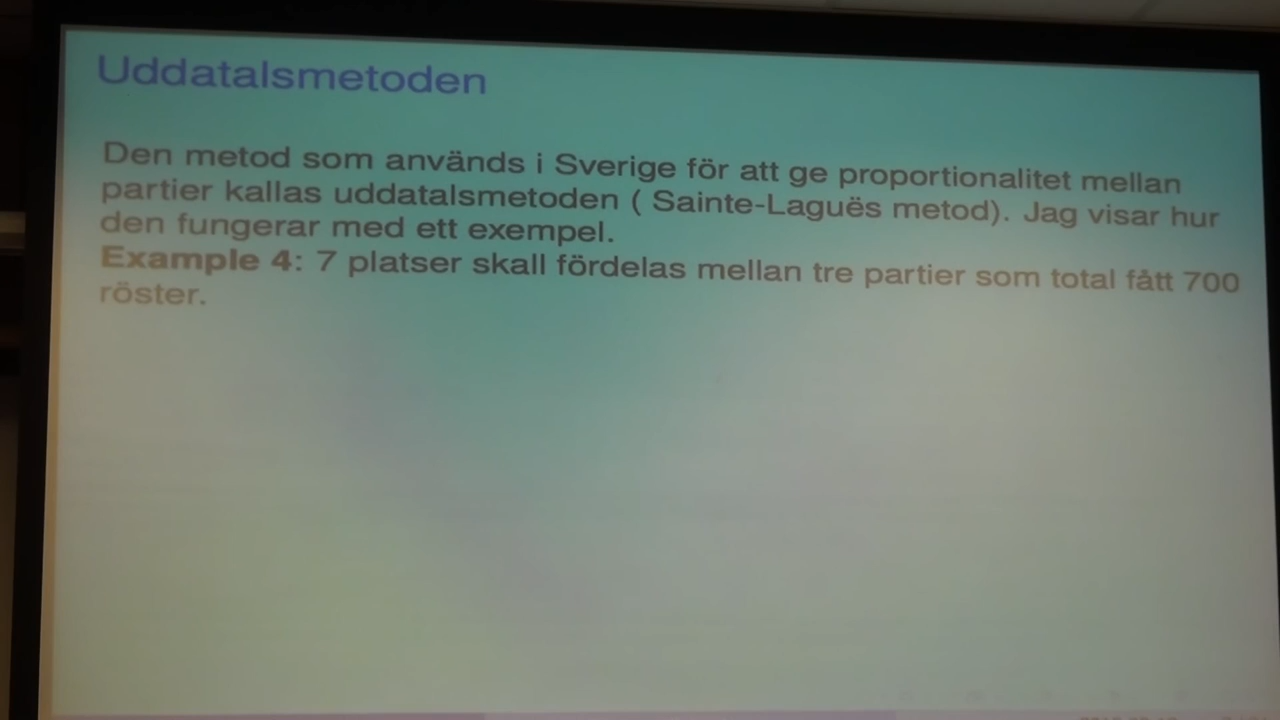 Uddatalsmetoden
Den metod som används i Sverige för att ge proportionalitet mellan
partier kallas uddatalsmetoden ( Sainte-Laguës metod). Jag visar hur
den fungerar med ett exempel.
Example 4: 7 platser skall fördelas mellan tre partier som total fått 700
röster.